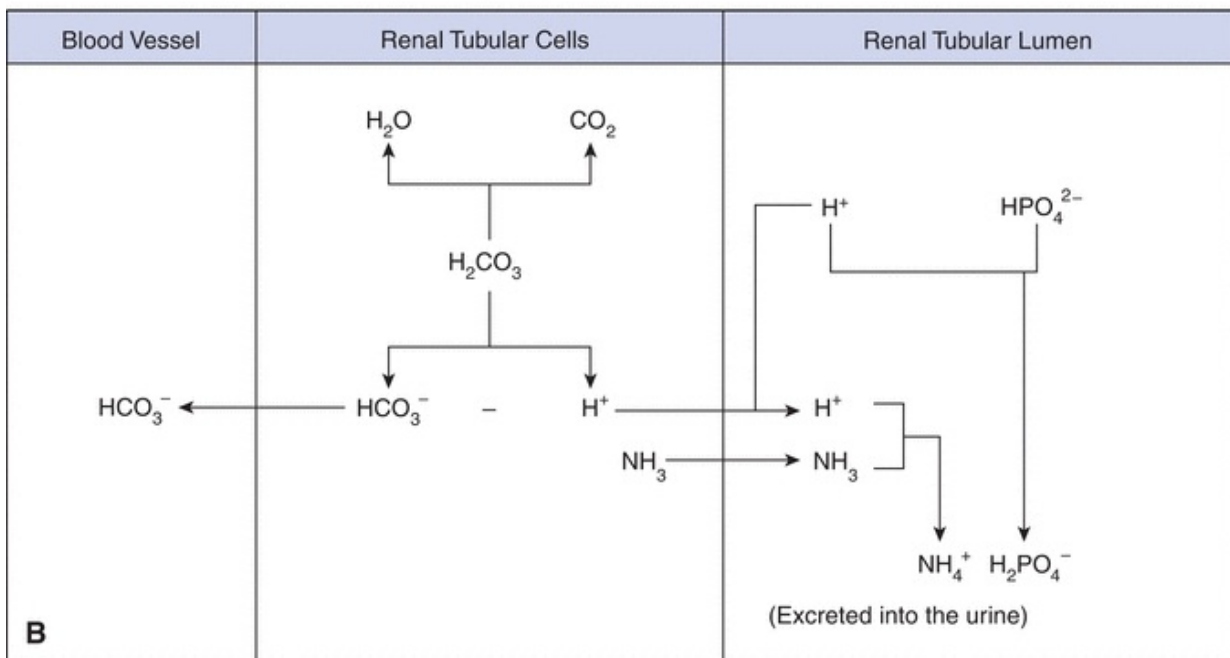 Blood Vessel Renal Tubular Cells Renal Tubular Lumen
H₂O CO₂
H⁺ HPO₄²⁻
H₂CO₃
HCO₃⁻ HCO₃⁻ – H⁺ H⁺
NH₃ NH₃
NH₄⁺ H₂PO₄⁻
(Excreted into the urine)
B